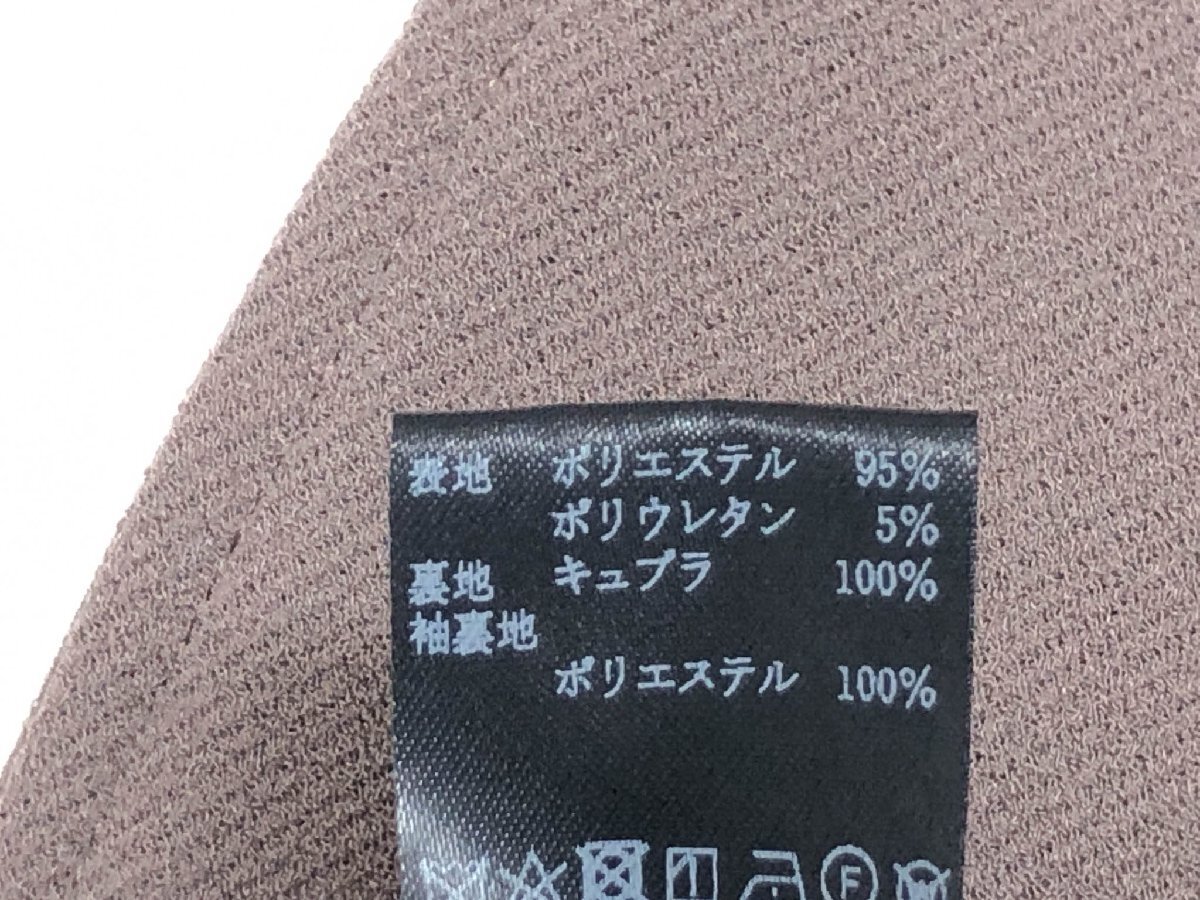 表地 ポリエステル 95%
ポリウレタン 5%
裏地 キュプラ 100%
袖裏地
ポリエステル 100%
F W